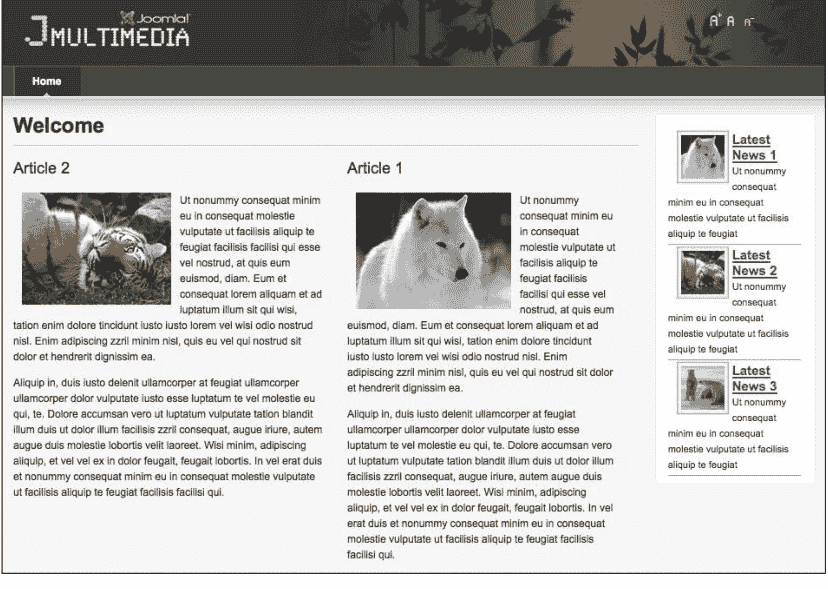 Joomla!
JMULTIMEDIA
A+ A A-
Home
Welcome
Article 2
Ut nonummy consequat minim
eu in consequat molestie
vulputate ut facilisis aliquip te
feugiat facilisis facilisi qui esse
vel nostrud, at quis eum
euismod, diam. Eum et
consequat lorem aliquam et ad
luptatum illum sit qui wisi,
tation enim dolore tincidunt iusto iusto lorem vel wisi odio nostrud
nisl. Enim adipiscing zzril minim nisl, quis eu vel qui nostrud sit
dolor et hendrerit dignissim ea.
Aliquip in, duis iusto delenit ullamcorper at feugiat ullamcorper
ullamcorper dolor vulputate iusto esse luptatum te vel molestie eu
qui, te. Dolore accumsan vero ut luptatum vulputate tation blandit
illum duis ut dolor illum facilisis zzril consequat, augue iriure, autem
augue duis molestie lobortis velit laoreet. Wisi minim, adipiscing
aliquip, et vel vel ex in dolor feugait, feugait lobortis. In vel erat duis
et nonummy consequat minim eu in consequat molestie vulputate
ut facilisis aliquip te feugiat facilisis facilisi qui.
Article 1
Ut nonummy
consequat minim eu
in consequat
molestie vulputate ut
facilisis aliquip te
feugiat facilisis
facilisi qui esse vel
nostrud, at quis eum
euismod, diam. Eum et consequat lorem aliquam et ad
luptatum illum sit qui wisi, tation enim dolore tincidunt
iusto iusto lorem vel wisi odio nostrud nisl. Enim
adipiscing zzril minim nisl, quis eu vel qui nostrud sit dolor
et hendrerit dignissim ea.
Aliquip in, duis iusto delenit ullamcorper at feugiat
ullamcorper ullamcorper dolor vulputate iusto esse
luptatum te vel molestie eu qui, te. Dolore accumsan vero
ut luptatum vulputate tation blandit illum duis ut dolor illum
facilisis zzril consequat, augue iriure, autem augue duis
molestie lobortis velit laoreet. Wisi minim, adipiscing
aliquip, et vel vel ex in dolor feugait, feugait lobortis. In vel
erat duis et nonummy consequat minim eu in consequat
molestie vulputate ut facilisis aliquip te feugiat facilisis
facilisi qui.
Latest
News 1
Ut nonummy
consequat
minim eu in consequat
molestie vulputate ut facilisis
aliquip te feugiat
Latest
News 2
Ut nonummy
consequat
minim eu in consequat
molestie vulputate ut facilisis
aliquip te feugiat
Latest
News 3
Ut nonummy
consequat
minim eu in consequat
molestie vulputate ut facilisis
aliquip te feugiat